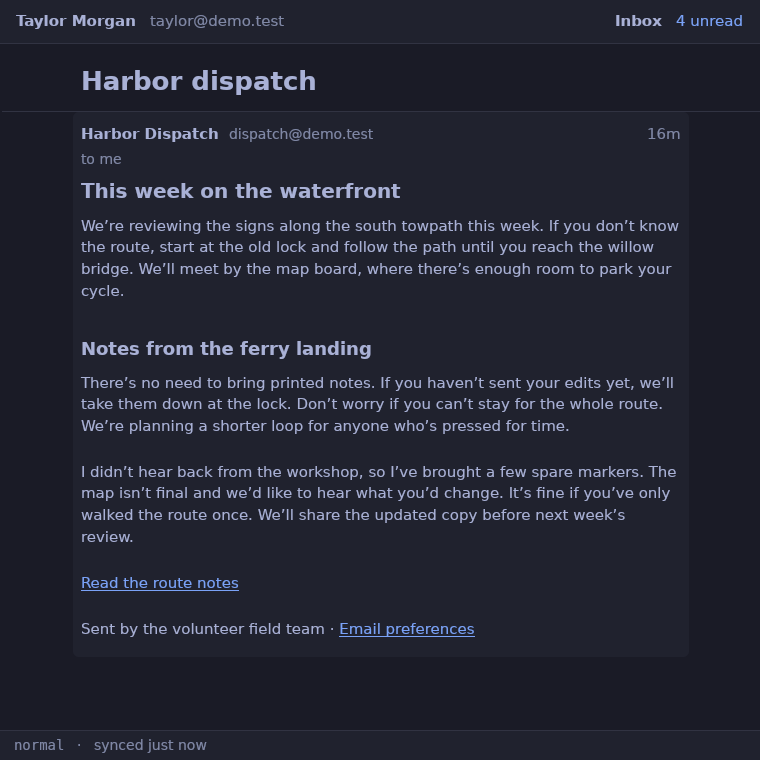 Taylor Morgan taylor@demo.test Inbox 4 unread
Harbor dispatch
Harbor Dispatch dispatch@demo.test 16m
to me
This week on the waterfront
We’re reviewing the signs along the south towpath this week. If you don’t know
the route, start at the old lock and follow the path until you reach the willow
bridge. We’ll meet by the map board, where there’s enough room to park your
cycle.
Notes from the ferry landing
There’s no need to bring printed notes. If you haven’t sent your edits yet, we’ll
take them down at the lock. Don’t worry if you can’t stay for the whole route.
We’re planning a shorter loop for anyone who’s pressed for time.
I didn’t hear back from the workshop, so I’ve brought a few spare markers. The
map isn’t final and we’d like to hear what you’d change. It’s fine if you’ve only
walked the route once. We’ll share the updated copy before next week’s
review.
Read the route notes
Sent by the volunteer field team · Email preferences
normal · synced just now